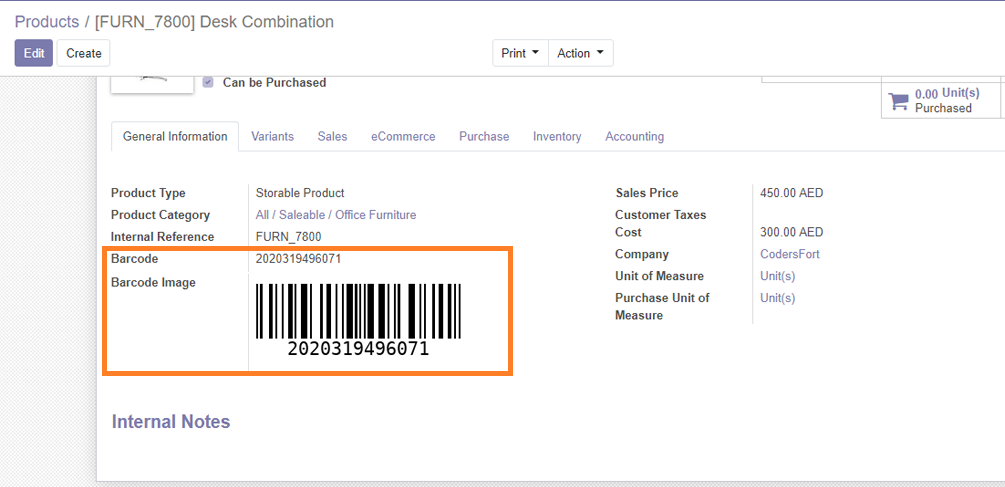 Products / [FURN_7800] Desk Combination
Edit Create Print Action
Can be Purchased
0.00 Unit(s)
Purchased
General Information Variants Sales eCommerce Purchase Inventory Accounting
Product Type Storable Product
Product Category All / Saleable / Office Furniture
Internal Reference FURN_7800
Barcode 2020319496071
Barcode Image
2020319496071
Sales Price 450.00 AED
Customer Taxes
Cost 300.00 AED
Company CodersFort
Unit of Measure Unit(s)
Purchase Unit of Unit(s)
Measure
Internal Notes